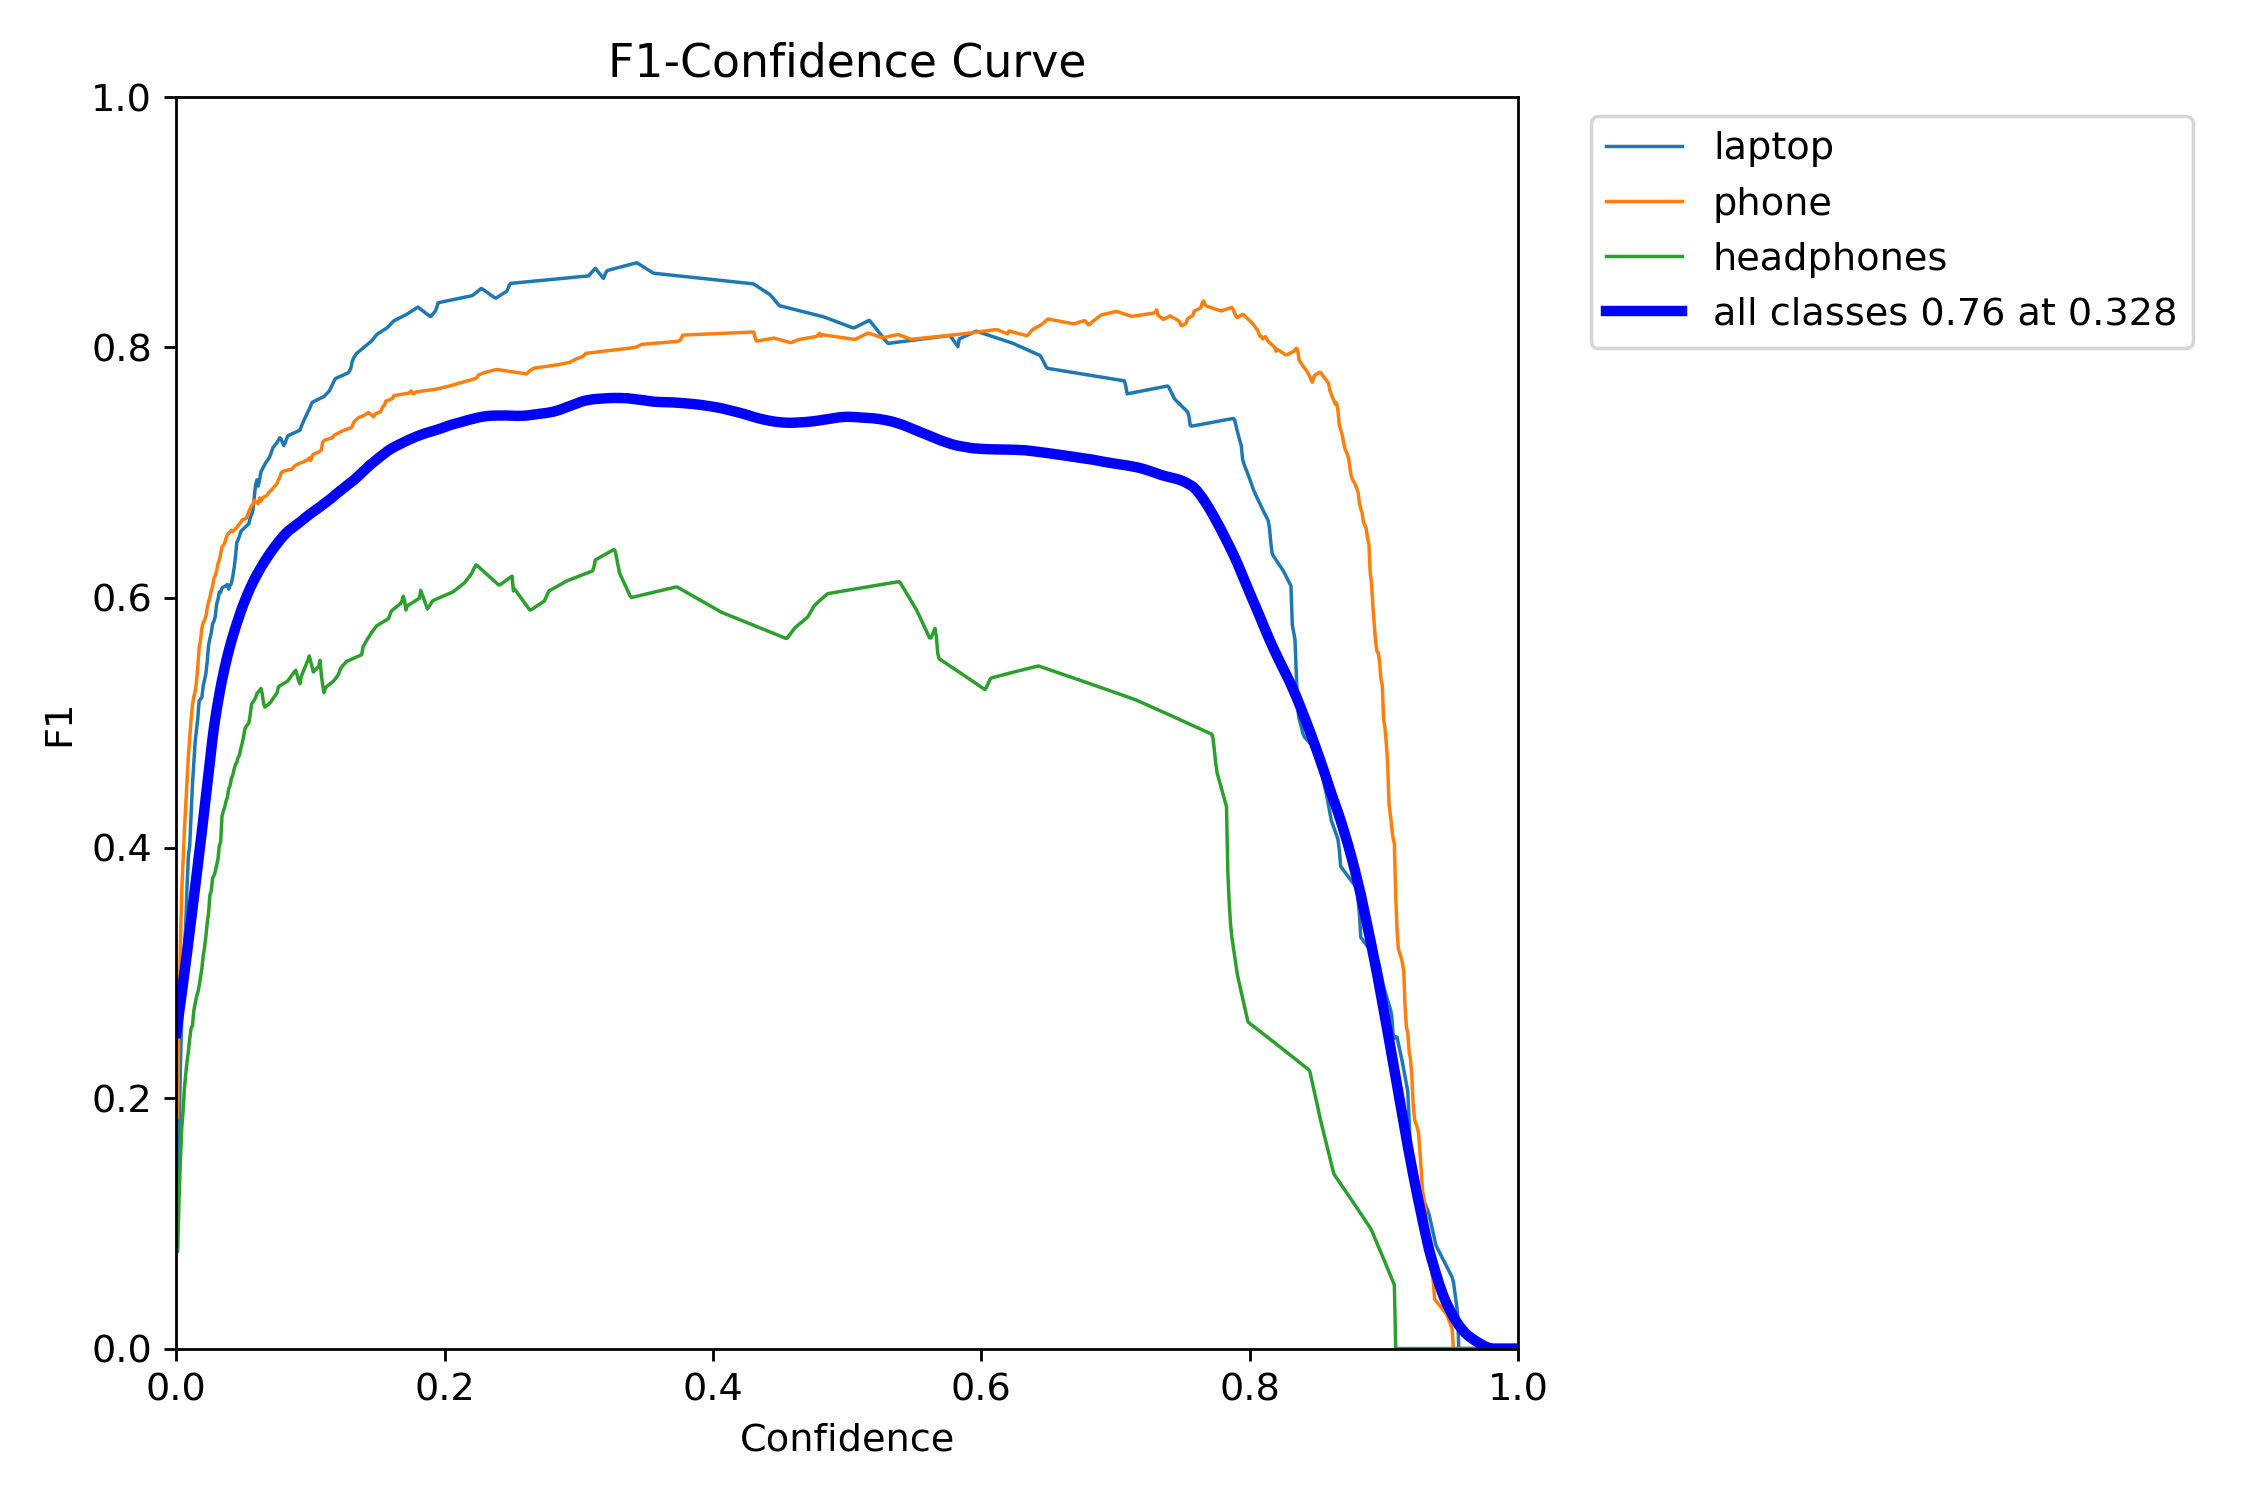 F1-Confidence Curve
laptop
phone
headphones
all classes 0.76 at 0.328
1.0
0.8
0.6
0.4
0.2
0.0
F1
0.0 0.2 0.4 0.6 0.8 1.0
Confidence